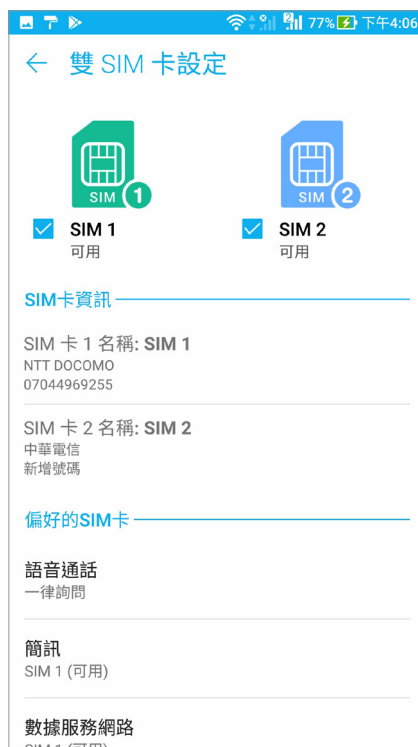 77% 下午4:06
雙 SIM 卡設定
SIM 1
SIM 2
SIM 1
可用
SIM 2
可用
SIM卡資訊
SIM 卡 1 名稱: SIM 1
NTT DOCOMO
07044969255
SIM 卡 2 名稱: SIM 2
中華電信
新增號碼
偏好的SIM卡
語音通話
一律詢問
簡訊
SIM 1 (可用)
數據服務網路
SIM 1 (可用)